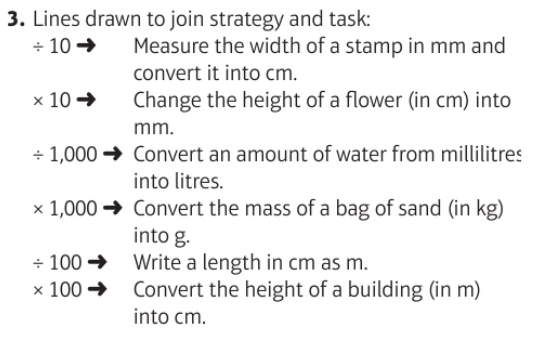 3. Lines drawn to join strategy and task:
÷ 10 ➜ Measure the width of a stamp in mm and
convert it into cm.
× 10 ➜ Change the height of a flower (in cm) into
mm.
÷ 1,000 ➜ Convert an amount of water from millilitres
into litres.
× 1,000 ➜ Convert the mass of a bag of sand (in kg)
into g.
÷ 100 ➜ Write a length in cm as m.
× 100 ➜ Convert the height of a building (in m)
into cm.